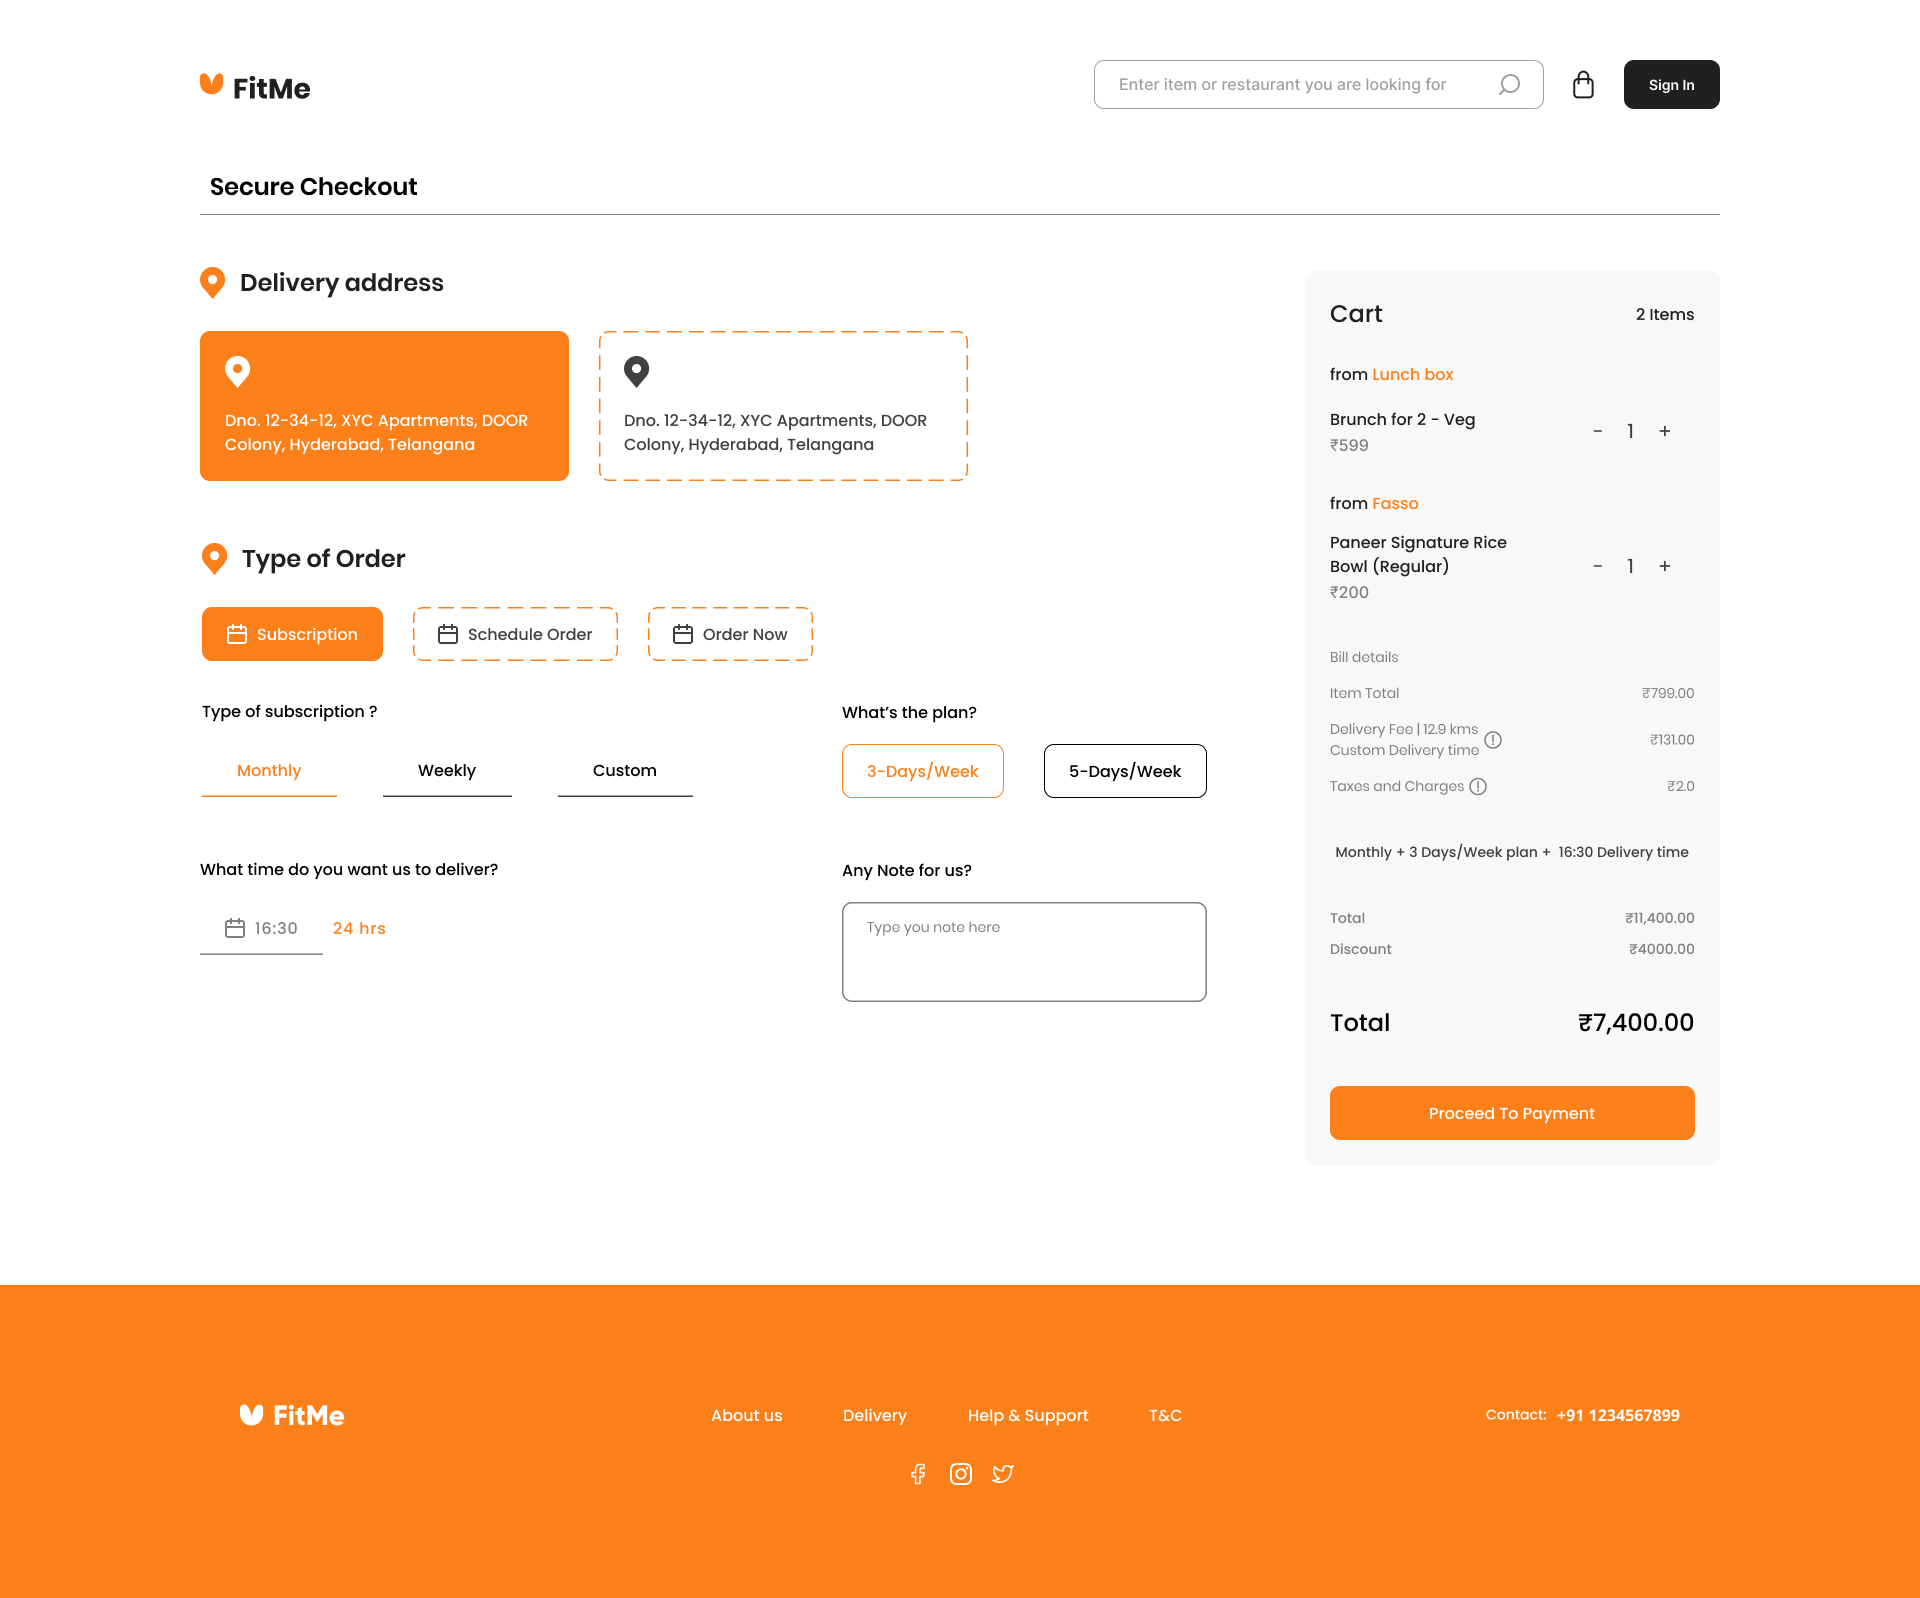 FitMe
Enter item or restaurant you are looking for
Sign In
Secure Checkout
Delivery address
Dno. 12-34-12, XYC Apartments, DOOR
Colony, Hyderabad, Telangana
Dno. 12-34-12, XYC Apartments, DOOR
Colony, Hyderabad, Telangana
Type of Order
Subscription
Schedule Order
Order Now
Type of subscription ?
Monthly
Weekly
Custom
What's the plan?
3-Days/Week
5-Days/Week
What time do you want us to deliver?
16:30
24 hrs
Any Note for us?
Type you note here
Cart
2 Items
from Lunch box
Brunch for 2 - Veg
₹599
- 1 +
from Fasso
Paneer Signature Rice
Bowl (Regular)
₹200
- 1 +
Bill details
Item Total ₹799.00
Delivery Fee | 12.9 kms
Custom Delivery time ₹131.00
Taxes and Charges ₹2.0
Monthly + 3 Days/Week plan + 16:30 Delivery time
Total ₹11,400.00
Discount ₹4000.00
Total ₹7,400.00
Proceed To Payment
FitMe
About us
Delivery
Help & Support
T&C
Contact: +91 1234567899